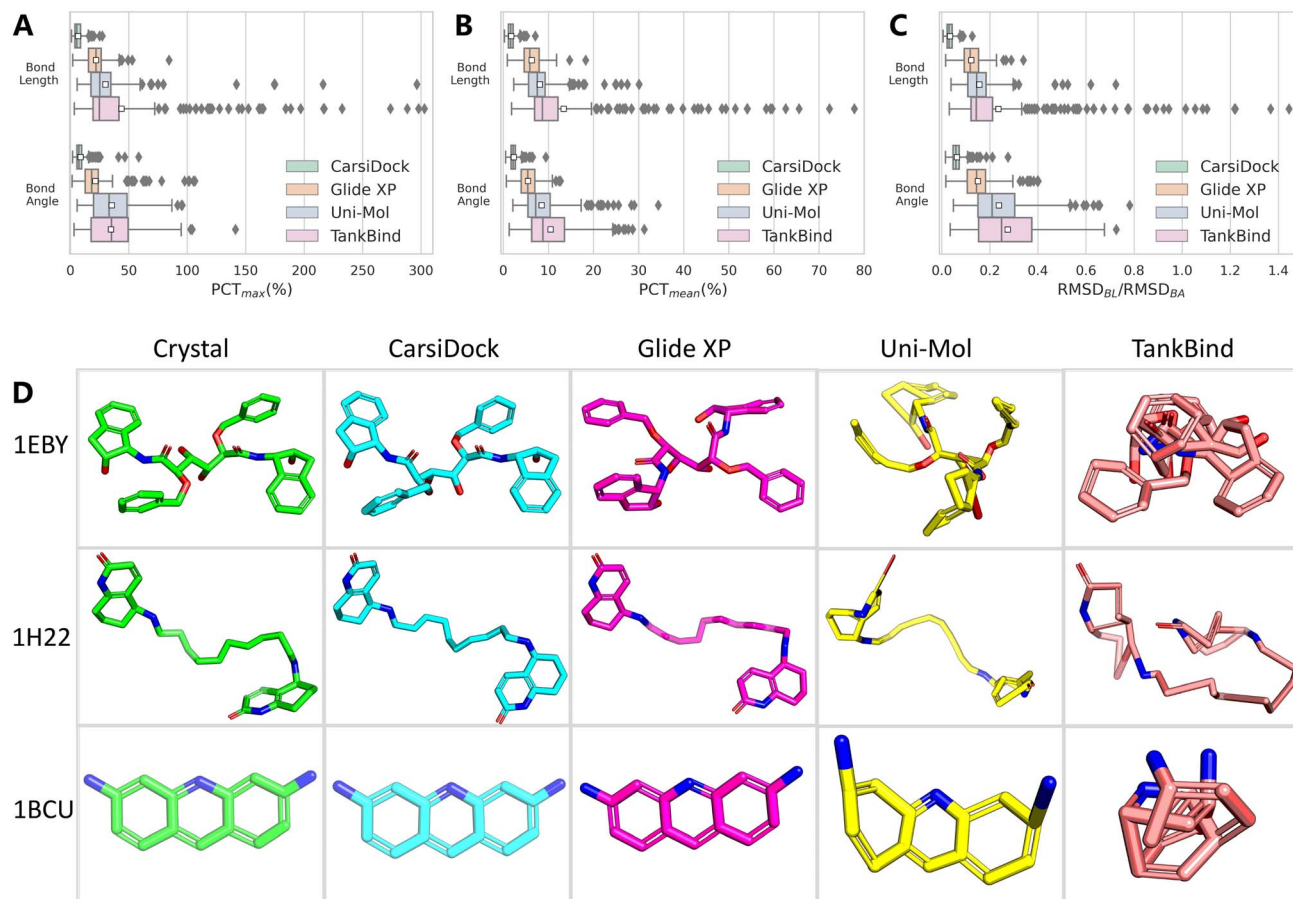 A
B
C
Bond
Length
Bond
Angle
CarsiDock
Glide XP
Uni-Mol
TankBind
0 50 100 150 200 250 300
PCTmax(%)
Bond
Length
Bond
Angle
CarsiDock
Glide XP
Uni-Mol
TankBind
0 10 20 30 40 50 60 70 80
PCTmean(%)
Bond
Length
Bond
Angle
CarsiDock
Glide XP
Uni-Mol
TankBind
0.0 0.2 0.4 0.6 0.8 1.0 1.2 1.4
RMSDBL/RMSDBA
Crystal CarsiDock Glide XP Uni-Mol TankBind
D
1EBY
1H22
1BCU